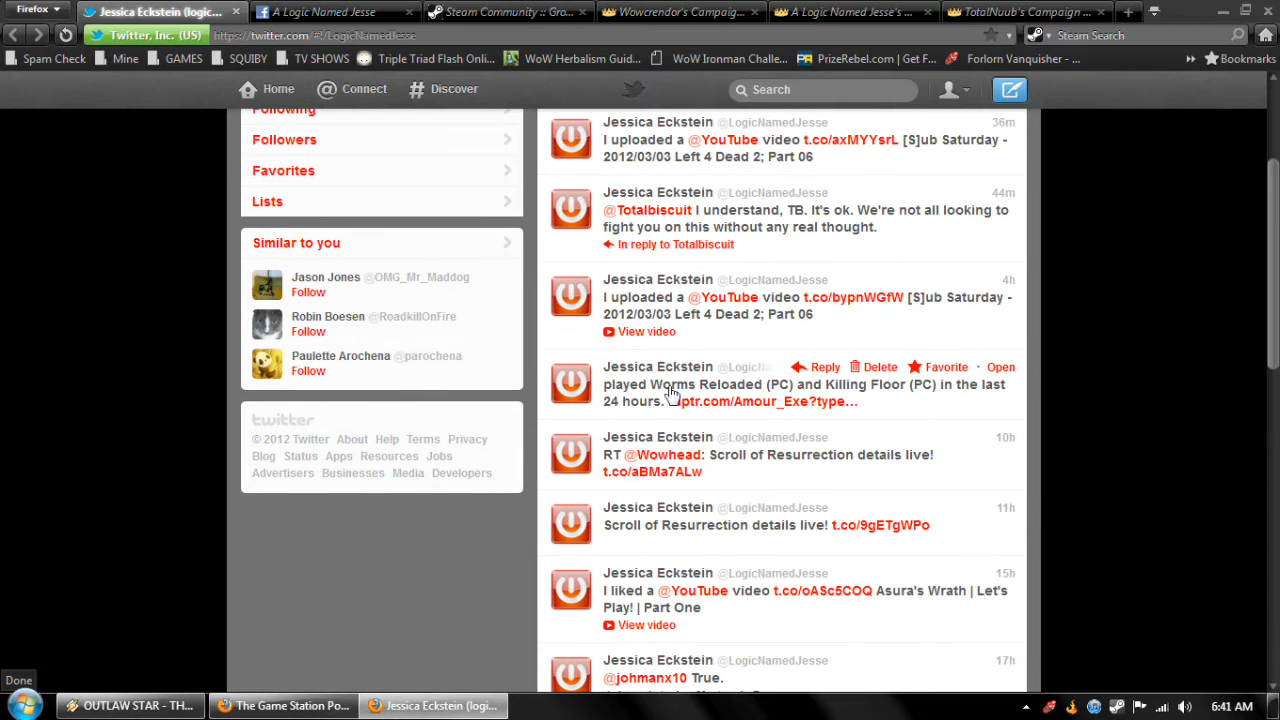 Firefox
Jessica Eckstein (logic...
A Logic Named Jesse
Steam Community :: Gro...
Wowcrendor's Campaign...
A Logic Named Jesse's ...
TotalNuub's Campaign ...
Twitter, Inc. (US)
https://twitter.com/#!/LogicNamedJesse
Steam Search
Spam Check
Mine
GAMES
SQUIBY
TV SHOWS
Triple Triad Flash Onli...
WoW Herbalism Guid...
WoW Ironman Challe...
PrizeRebel.com | Get F...
Forlorn Vanquisher - ...
Bookmarks
Home
@ Connect
# Discover
Search
Following
Followers
Favorites
Lists
Similar to you
Jason Jones @OMG_Mr_Maddog
Follow
Robin Boesen @RoadkillOnFire
Follow
Paulette Arochena @parochena
Follow
twitter
© 2012 Twitter About Help Terms Privacy
Blog Status Apps Resources Jobs
Advertisers Businesses Media Developers
Jessica Eckstein @LogicNamedJesse 36m
I uploaded a @YouTube video t.co/axMYYsrL [S]ub Saturday -
2012/03/03 Left 4 Dead 2; Part 06
Jessica Eckstein @LogicNamedJesse 44m
@Totalbiscuit I understand, TB. It's ok. We're not all looking to
fight you on this without any real thought.
In reply to Totalbiscuit
Jessica Eckstein @LogicNamedJesse 4h
I uploaded a @YouTube video t.co/bypnWGfW [S]ub Saturday -
2012/03/03 Left 4 Dead 2; Part 06
View video
Jessica Eckstein @LogicNa Reply Delete Favorite · Open
played Worms Reloaded (PC) and Killing Floor (PC) in the last
24 hours. ptr.com/Amour_Exe?type...
Jessica Eckstein @LogicNamedJesse 10h
RT @Wowhead: Scroll of Resurrection details live!
t.co/aBMa7ALw
Jessica Eckstein @LogicNamedJesse 11h
Scroll of Resurrection details live! t.co/9gETgWPo
Jessica Eckstein @LogicNamedJesse 15h
I liked a @YouTube video t.co/oASc5COQ Asura's Wrath | Let's
Play! | Part One
View video
Jessica Eckstein @LogicNamedJesse 17h
@johmanx10 True.
Done
OUTLAW STAR - TH...
The Game Station Po...
Jessica Eckstein (logi...
6:41 AM